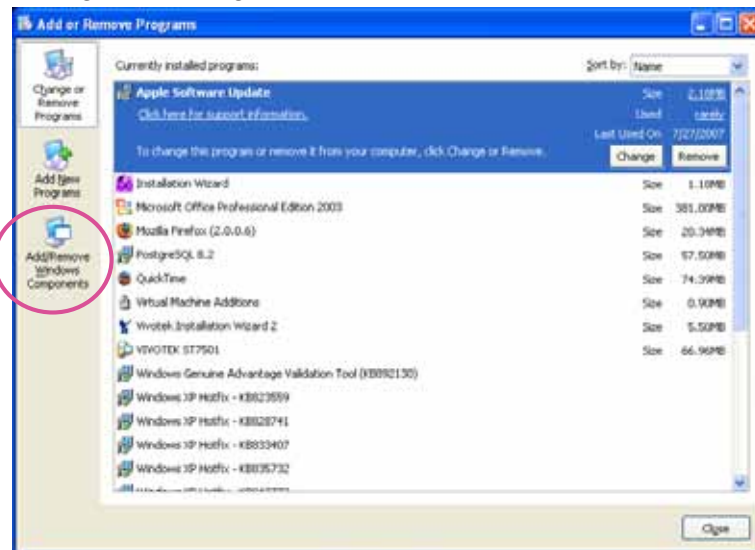 Add or Remove Programs
Change or Remove Programs
Add New Programs
Add/Remove Windows Components
Currently installed programs:
Sort by: Name
Apple Software Update Size 2.18MB
Click here for support information. Used rarely
Last Used On 7/27/2007
To change this program or remove it from your computer, click Change or Remove. Change Remove
Installation Wizard Size 1.10MB
Microsoft Office Professional Edition 2003 Size 381.00MB
Mozilla Firefox (2.0.0.6) Size 20.34MB
PostgreSQL 8.2 Size 57.50MB
QuickTime Size 74.39MB
Virtual Machine Additions Size 0.90MB
Vivotek Installation Wizard 2 Size 5.50MB
VIVOTEK ST7501 Size 66.96MB
Windows Genuine Advantage Validation Tool (KB892130)
Windows XP Hotfix - KB823559
Windows XP Hotfix - KB828741
Windows XP Hotfix - KB833407
Windows XP Hotfix - KB835732
Close